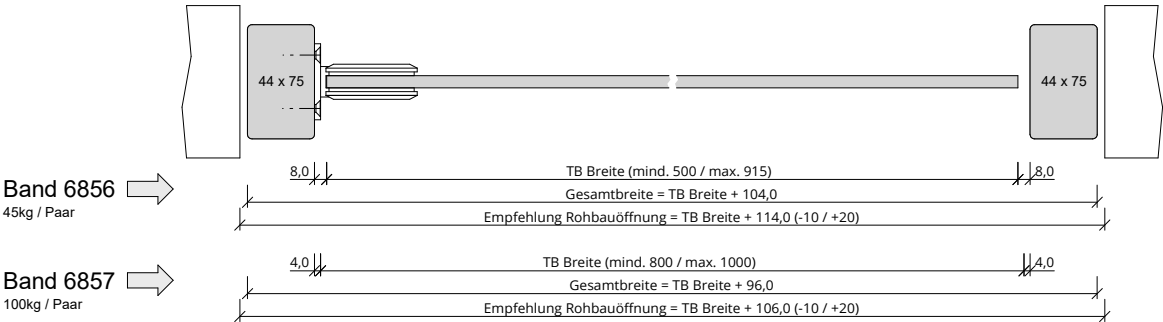 44 x 75
44 x 75
8,0
TB Breite (mind. 500 / max. 915)
8,0
Band 6856
45kg / Paar
Gesamtbreite = TB Breite + 104,0
Empfehlung Rohbauöffnung = TB Breite + 114,0 (-10 / +20)
4,0
TB Breite (mind. 800 / max. 1000)
4,0
Band 6857
100kg / Paar
Gesamtbreite = TB Breite + 96,0
Empfehlung Rohbauöffnung = TB Breite + 106,0 (-10 / +20)